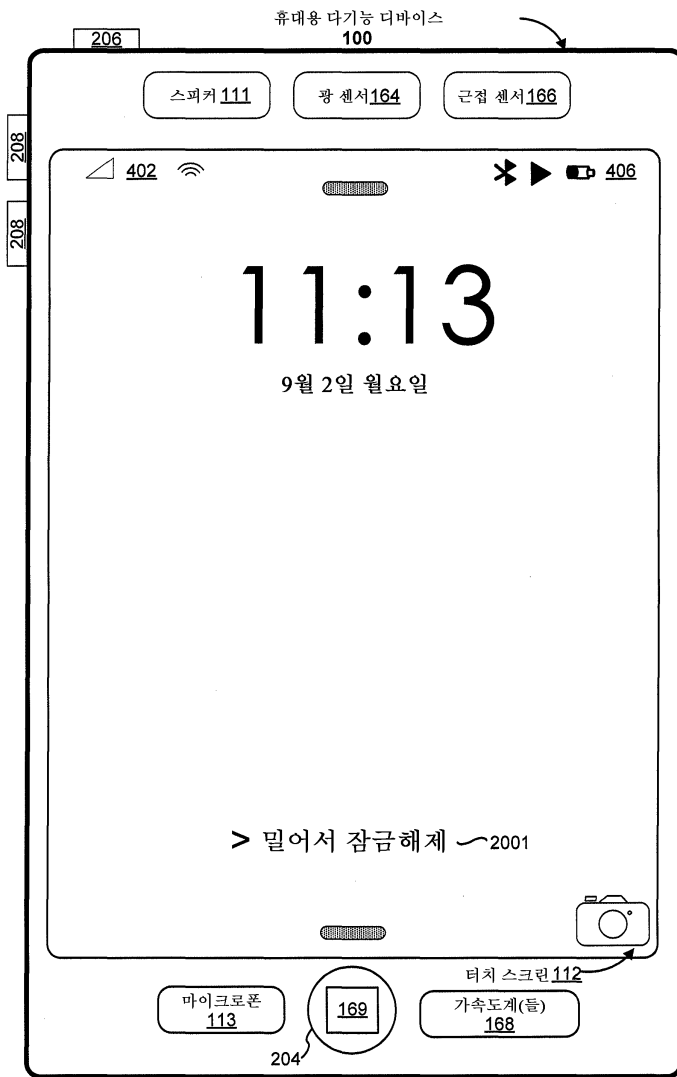 휴대용 다기능 디바이스
100
206
스피커 111
광 센서 164
근접 센서 166
208
208
402
406
11:13
9월 2일 월요일
> 밀어서 잠금해제
2001
터치 스크린 112
마이크로폰
113
169
가속도계(들)
168
204